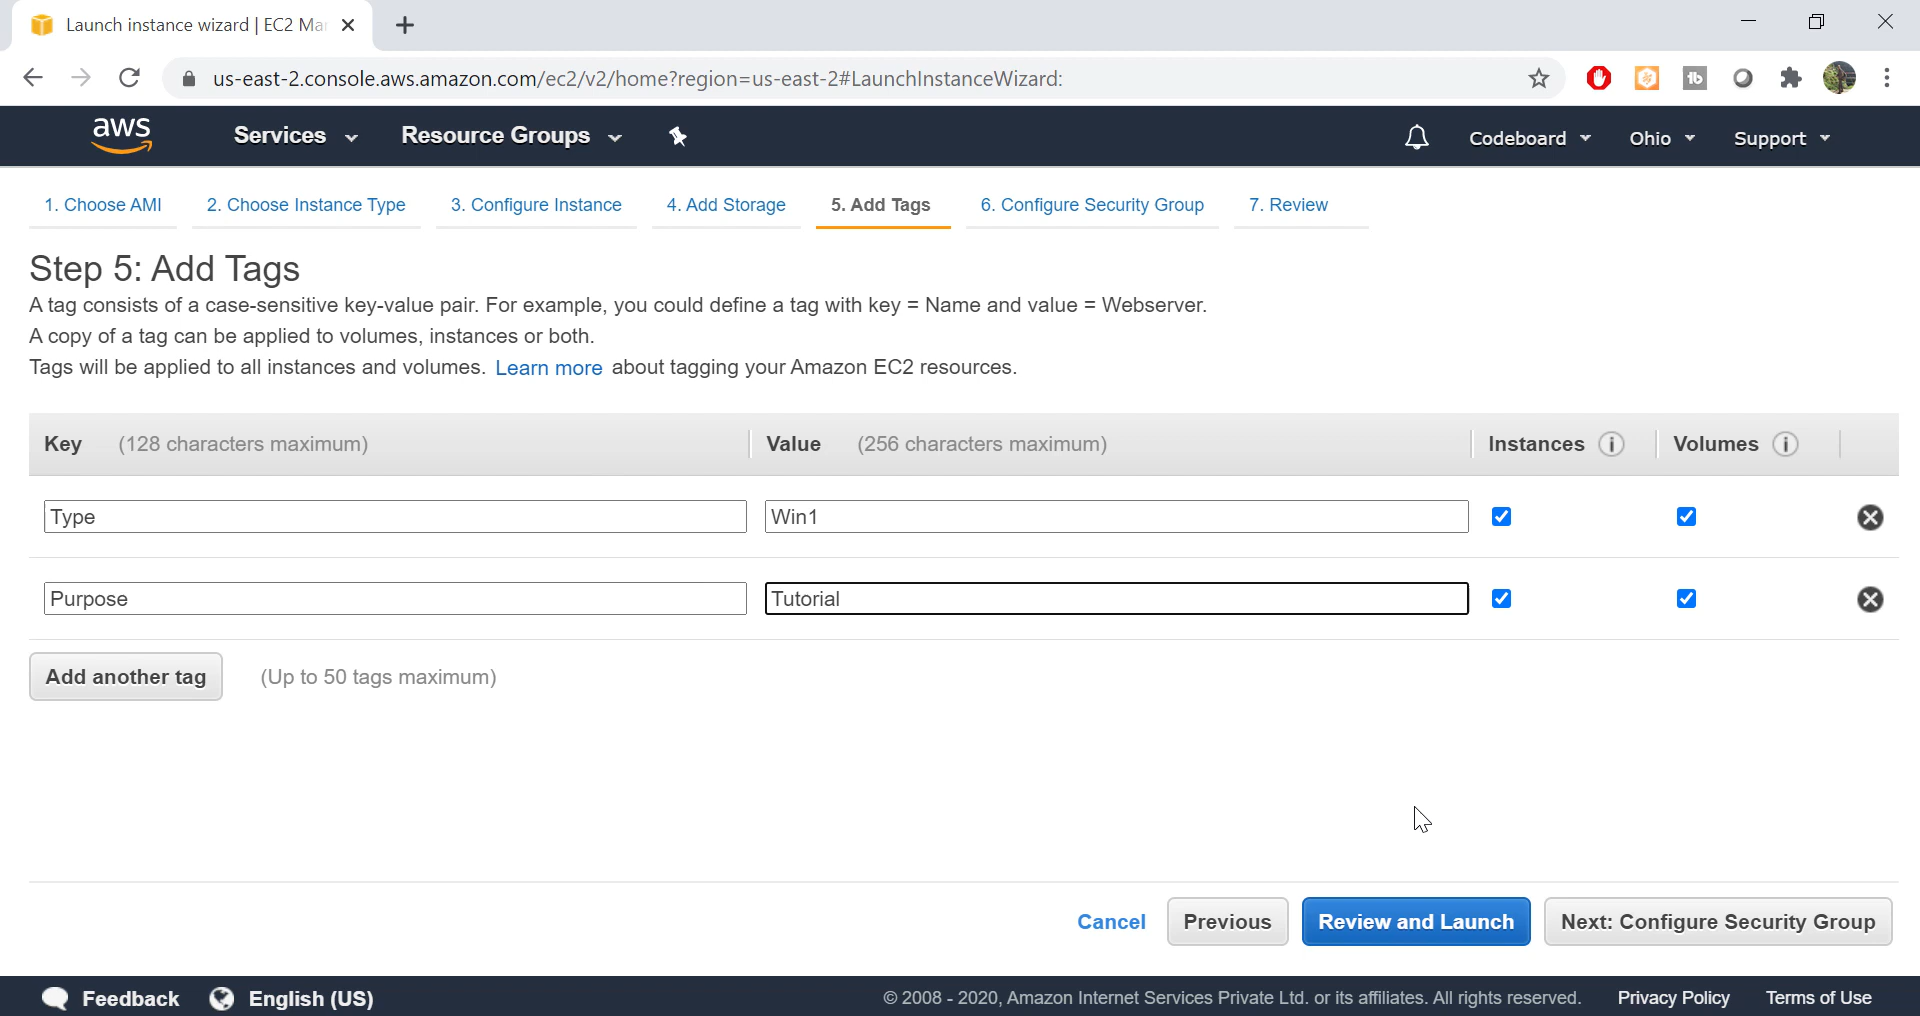 Launch instance wizard | EC2 Ma
us-east-2.console.aws.amazon.com/ec2/v2/home?region=us-east-2#LaunchInstanceWizard:
aws Services Resource Groups Codeboard Ohio Support
1. Choose AMI 2. Choose Instance Type 3. Configure Instance 4. Add Storage 5. Add Tags 6. Configure Security Group 7. Review
Step 5: Add Tags
A tag consists of a case-sensitive key-value pair. For example, you could define a tag with key = Name and value = Webserver.
A copy of a tag can be applied to volumes, instances or both.
Tags will be applied to all instances and volumes. Learn more about tagging your Amazon EC2 resources.
Key (128 characters maximum) Value (256 characters maximum) Instances i Volumes i
Type Win1
Purpose Tutorial
Add another tag (Up to 50 tags maximum)
Cancel Previous Review and Launch Next: Configure Security Group
Feedback English (US) © 2008 - 2020, Amazon Internet Services Private Ltd. or its affiliates. All rights reserved. Privacy Policy Terms of Use